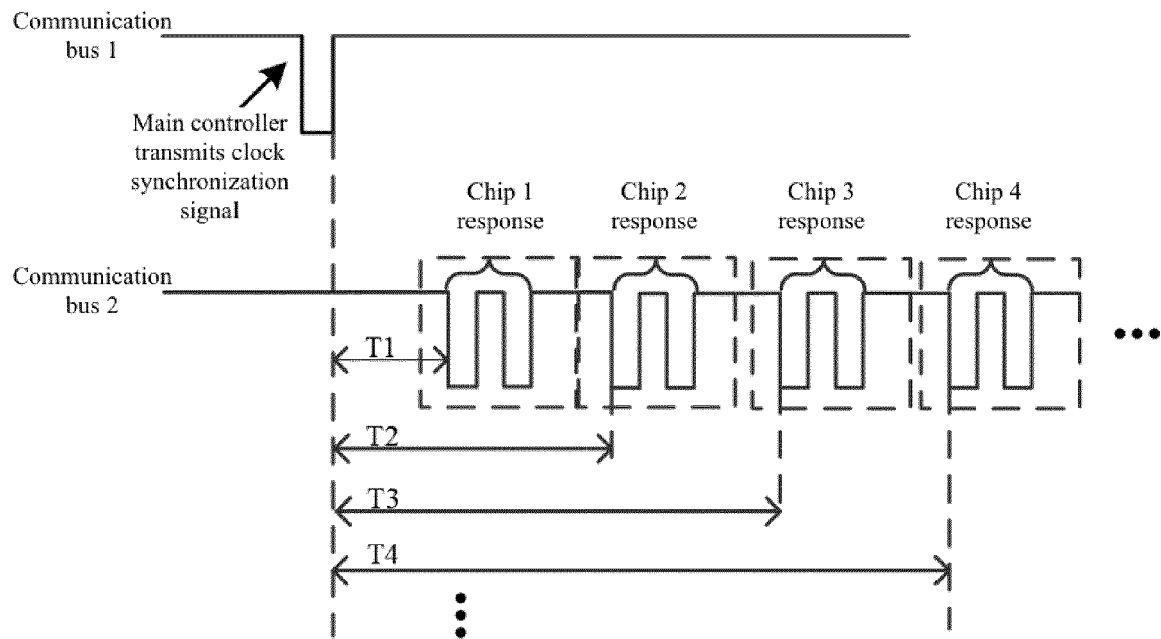 Communication
bus 1
Main controller
transmits clock
synchronization
signal
Chip 1
response
Chip 2
response
Chip 3
response
Chip 4
response
Communication
bus 2
T1
T2
T3
T4